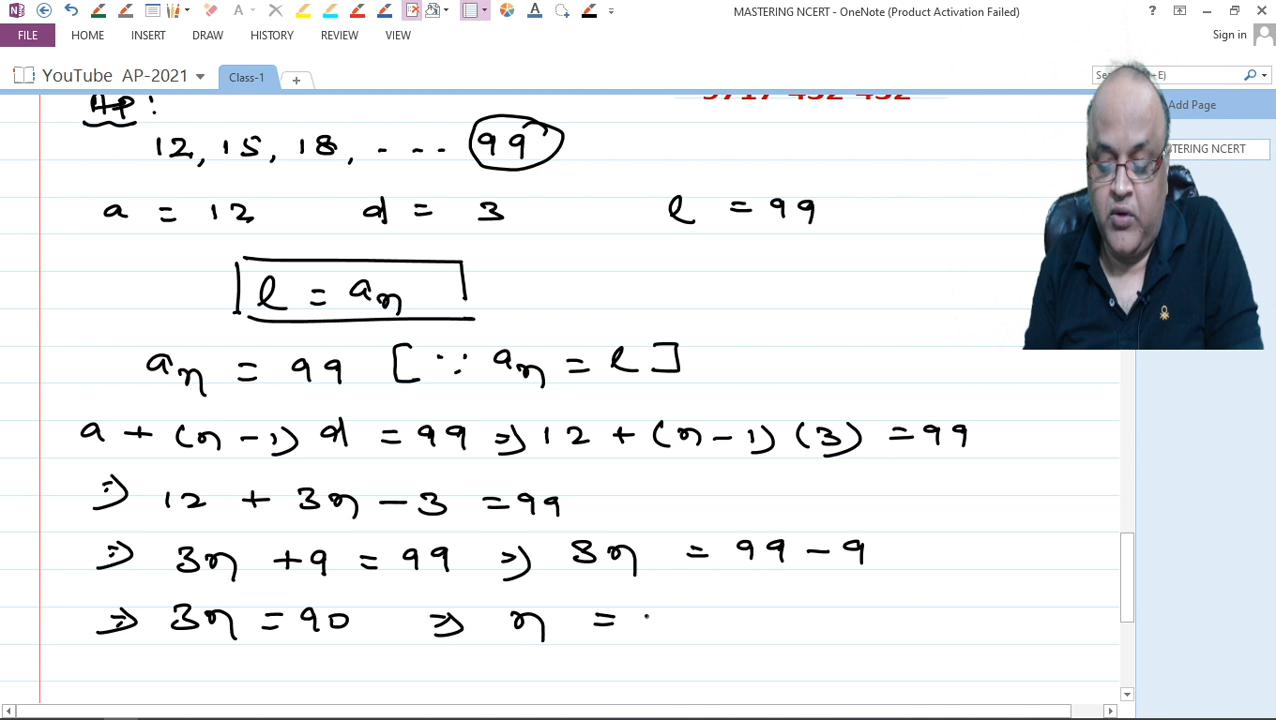 MASTERING NCERT - OneNote (Product Activation Failed)
FILE HOME INSERT DRAW HISTORY REVIEW VIEW Sign in
YouTube AP-2021 Class-1
Add Page
AP :
12, 15, 18, . - .. 99
a = 12 d = 3 l = 99
l = aₙ
aₙ = 99 [∵ aₙ = l]
a + (n - 1) d = 99 ⇒ 12 + (n - 1) (3) = 99
⇒ 12 + 3n - 3 = 99
⇒ 3n + 9 = 99 ⇒ 3n = 99 - 9
⇒ 3n = 90 ⇒ n =